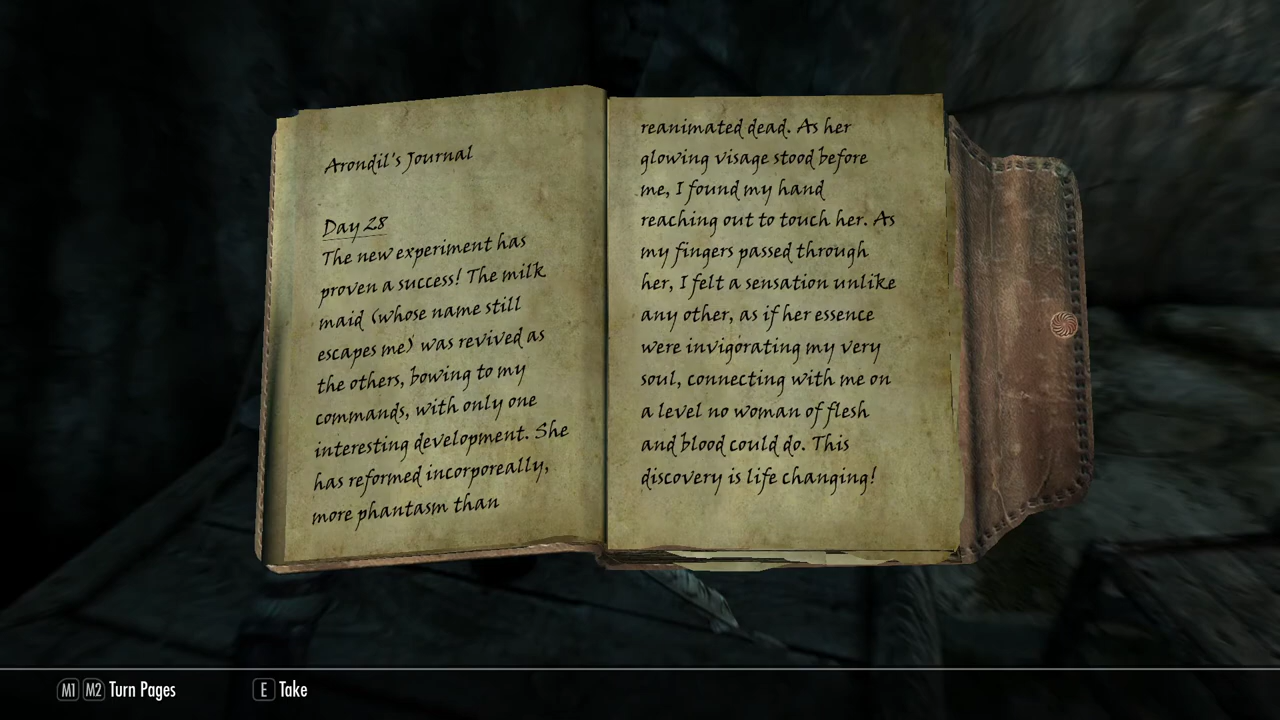 Arondil's Journal
Day 28
The new experiment has
proven a success! The milk
maid (whose name still
escapes me) was revived as
the others, bowing to my
commands, with only one
interesting development. She
has reformed incorporeally,
more phantasm than
reanimated dead. As her
glowing visage stood before
me, I found my hand
reaching out to touch her. As
my fingers passed through
her, I felt a sensation unlike
any other, as if her essence
were invigorating my very
soul, connecting with me on
a level no woman of flesh
and blood could do. This
discovery is life changing!
M1 M2 Turn Pages
E Take